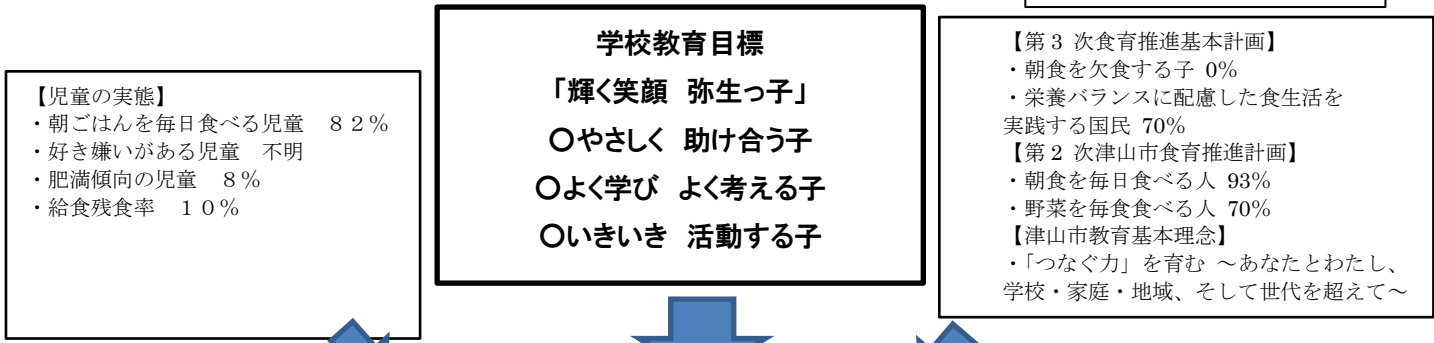 【児童の実態】
・朝ごはんを毎日食べる児童　８２％
・好き嫌いがある児童　不明
・肥満傾向の児童　８％
・給食残食率　１０％
学校教育目標
「輝く笑顔 弥生っ子」
〇やさしく 助け合う子
〇よく学び よく考える子
〇いきいき 活動する子
【第 3 次食育推進基本計画】
・朝食を欠食する子 0%
・栄養バランスに配慮した食生活を
実践する国民 70%
【第 2 次津山市食育推進計画】
・朝食を毎日食べる人 93%
・野菜を毎食食べる人 70%
【津山市教育基本理念】
・「つなぐ力」を育む ～あなたとわたし、
学校・家庭・地域、そして世代を超えて～